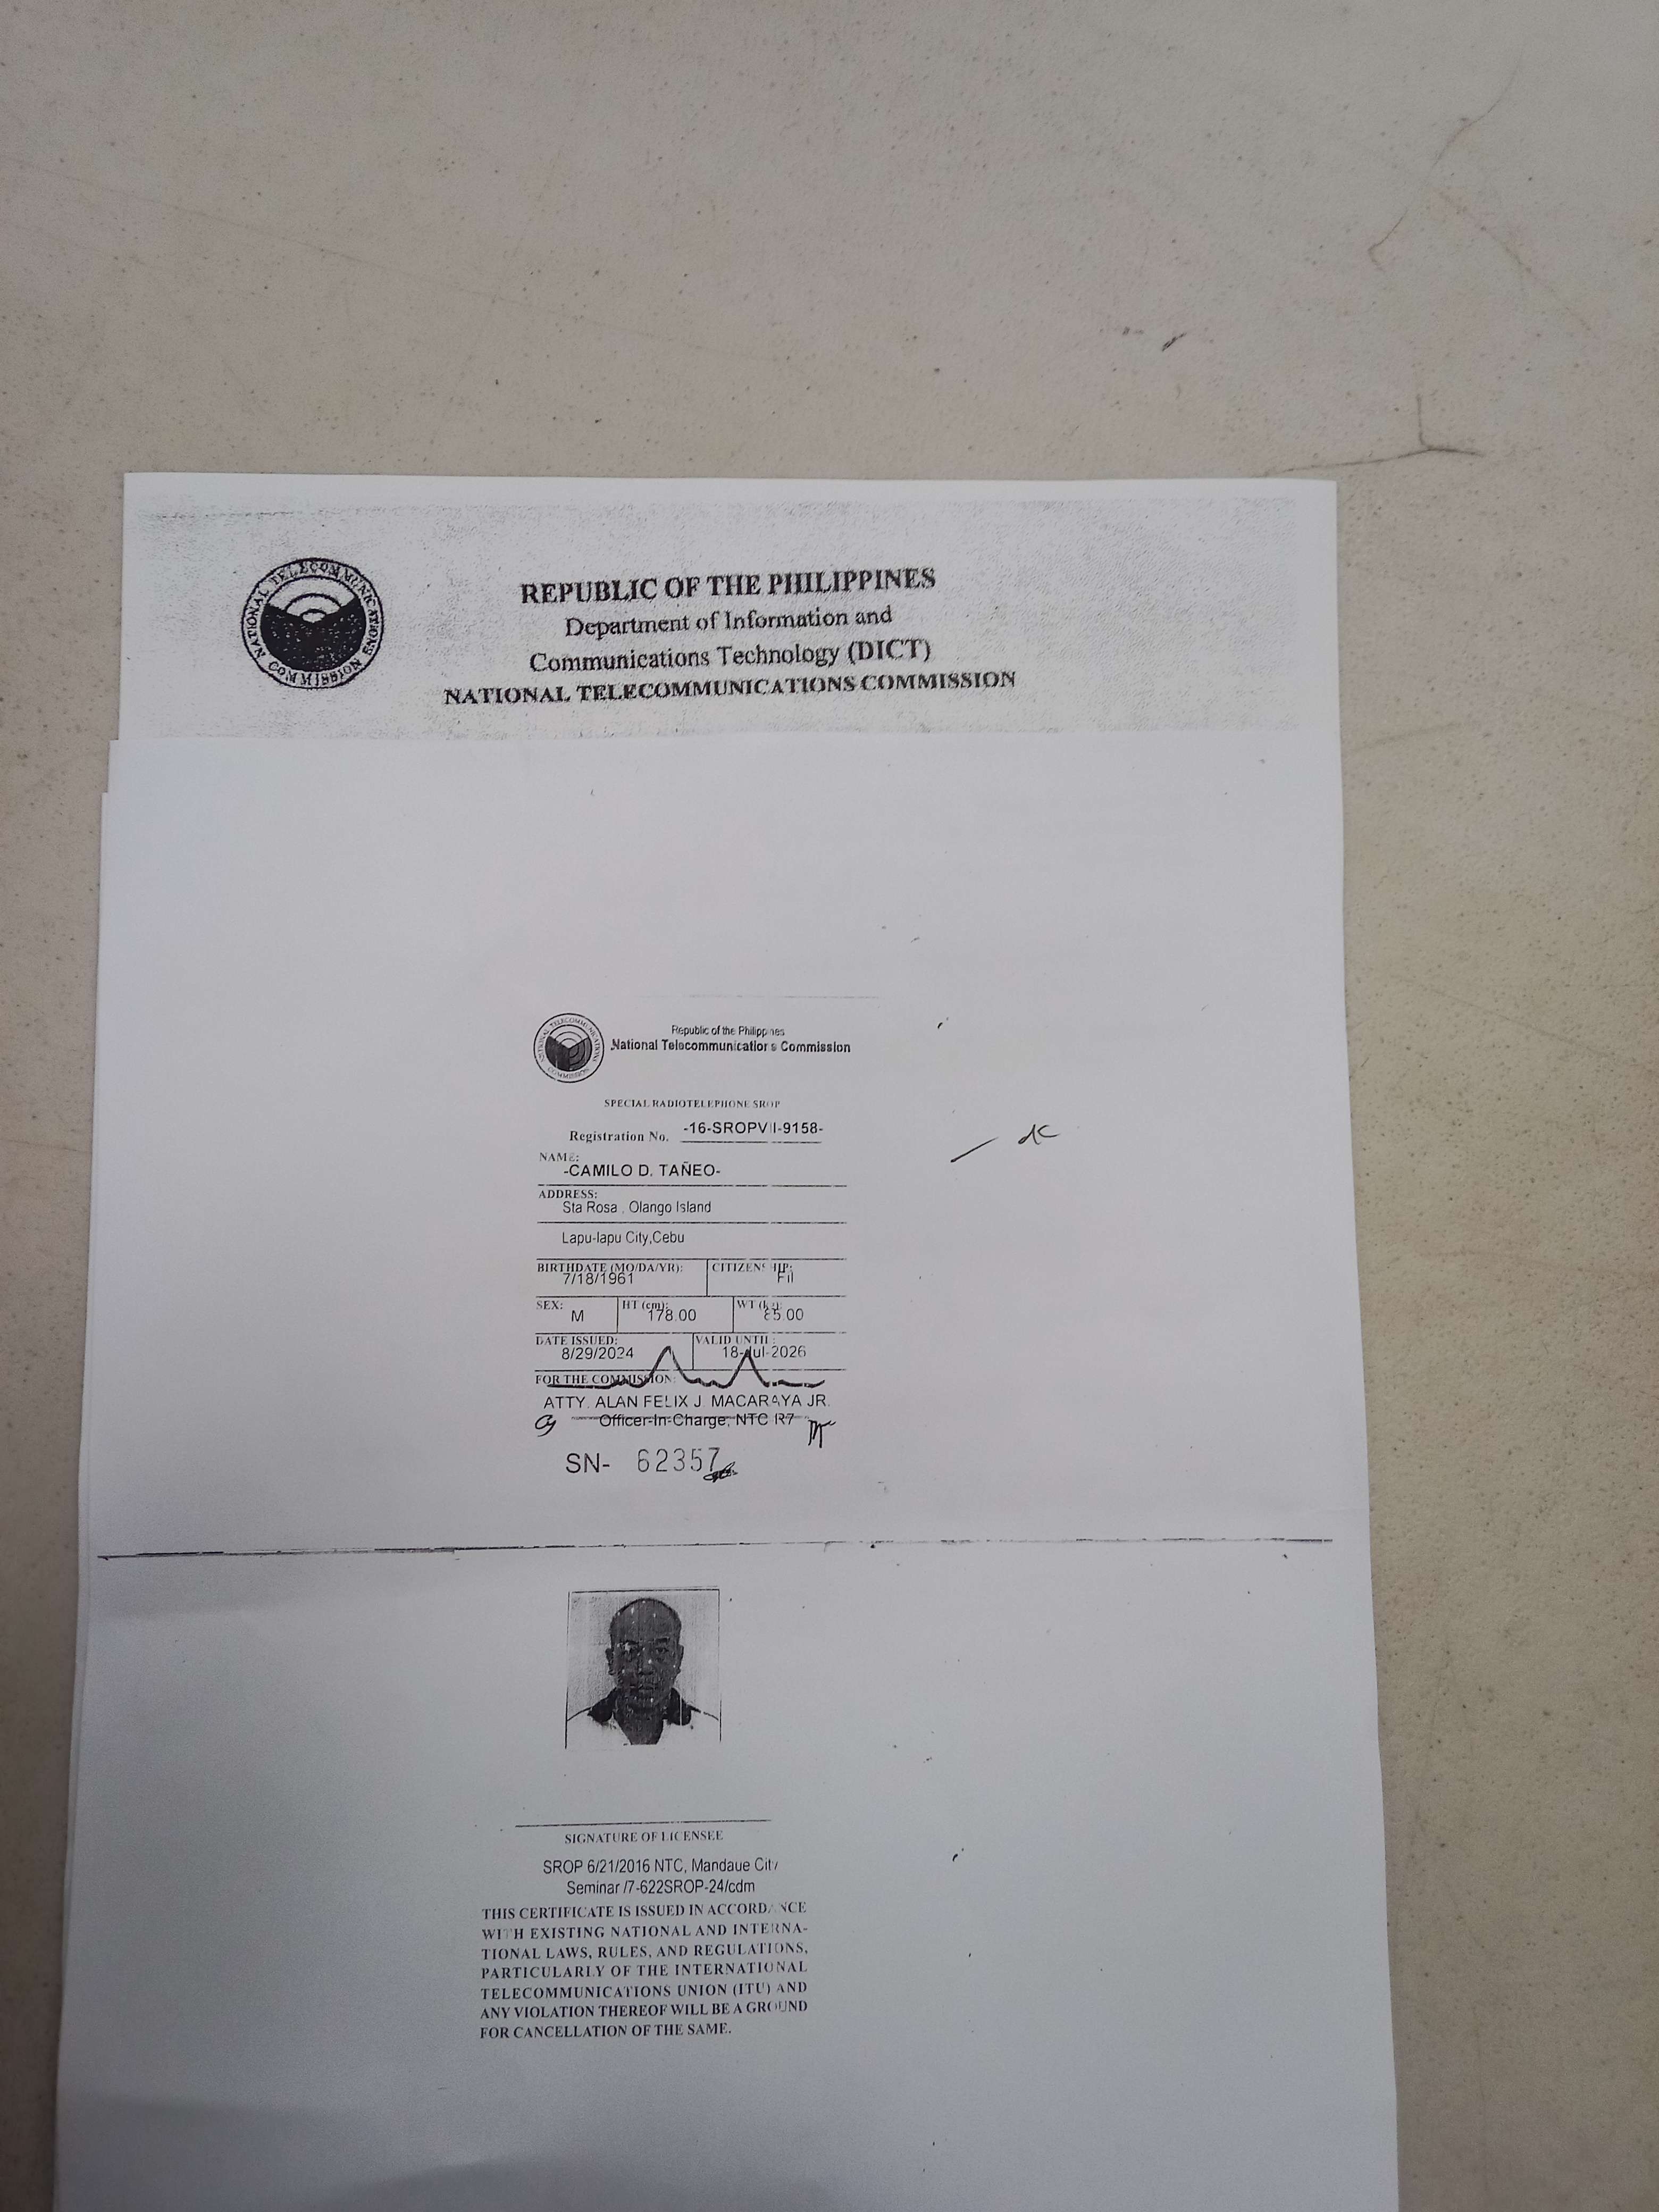 NATIONAL TELECOMMUNICATIONS COMMISSION
REPUBLIC OF THE PHILIPPINES
Department of Information and
Communications Technology (DICT)
NATIONAL TELECOMMUNICATIONS COMMISSION
NATIONAL TELECOMMUNICATIONS COMMISSION
Republic of the Philippines
National Telecommunications Commission
SPECIAL RADIOTELEPHONE SROP
Registration No. -16-SROPVII-9158-
NAME:
-CAMILO D. TAÑEO-
ADDRESS:
Sta Rosa , Olango Island
Lapu-lapu City,Cebu
BIRTHDATE (MO/DA/YR): CITIZENSHIP:
7/18/1961 Fil
SEX: HT (cm): WT (kg):
M 178.00 85.00
DATE ISSUED: VALID UNTIL:
8/29/2024 18-Jul-2026
FOR THE COMMISSION:
ATTY. ALAN FELIX J. MACARAYA JR.
Officer-In-Charge, NTC R7
SN- 62357
SIGNATURE OF LICENSEE
SROP 6/21/2016 NTC, Mandaue City
Seminar /7-622SROP-24/cdm
THIS CERTIFICATE IS ISSUED IN ACCORDANCE
WITH EXISTING NATIONAL AND INTERNA-
TIONAL LAWS, RULES, AND REGULATIONS,
PARTICULARLY OF THE INTERNATIONAL
TELECOMMUNICATIONS UNION (ITU) AND
ANY VIOLATION THEREOF WILL BE A GROUND
FOR CANCELLATION OF THE SAME.